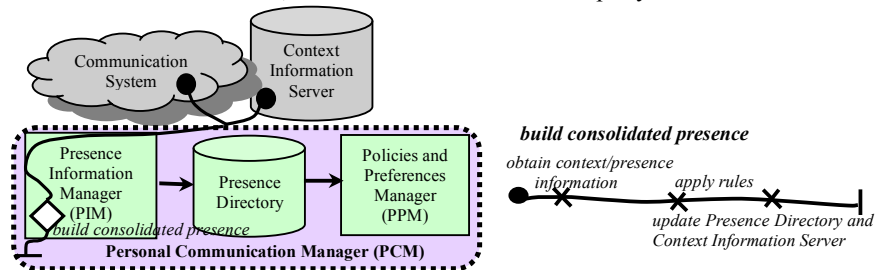 Communication
System
Context
Information
Server
Presence
Information
Manager
(PIM)
Presence
Directory
Policies and
Preferences
Manager
(PPM)
build consolidated presence
Personal Communication Manager (PCM)
build consolidated presence
obtain context/presence
information
apply rules
update Presence Directory and
Context Information Server